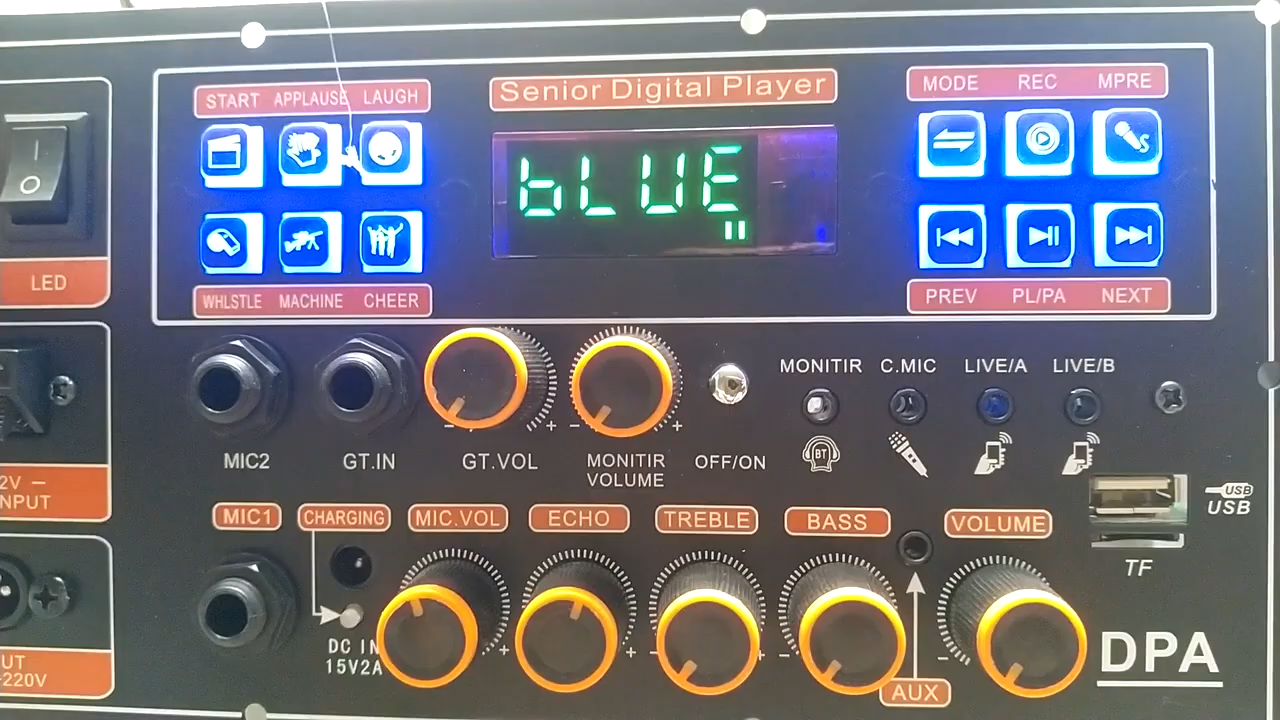 Senior Digital Player
START APPLAUSE LAUGH
MODE REC MPRE
bLUE
WHLSTLE MACHINE CHEER
PREV PL/PA NEXT
LED
MONITIR C.MIC LIVE/A LIVE/B
BT
MIC2 GT.IN GT.VOL MONITIR VOLUME OFF/ON
2V
NPUT
USB
USB
MIC1 CHARGING MIC.VOL ECHO TREBLE BASS VOLUME
TF
DC IN
15V2A
UT
-220V
AUX
DPA